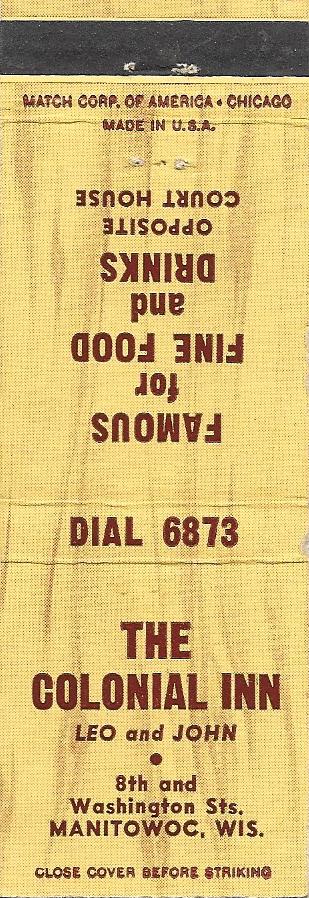 MATCH CORP. OF AMERICA • CHICAGO
MADE IN U.S.A.
FAMOUS
for
FINE FOOD
and
DRINKS
OPPOSITE
COURT HOUSE
DIAL 6873
THE
COLONIAL INN
LEO and JOHN
•
8th and
Washington Sts.
MANITOWOC, WIS.
CLOSE COVER BEFORE STRIKING